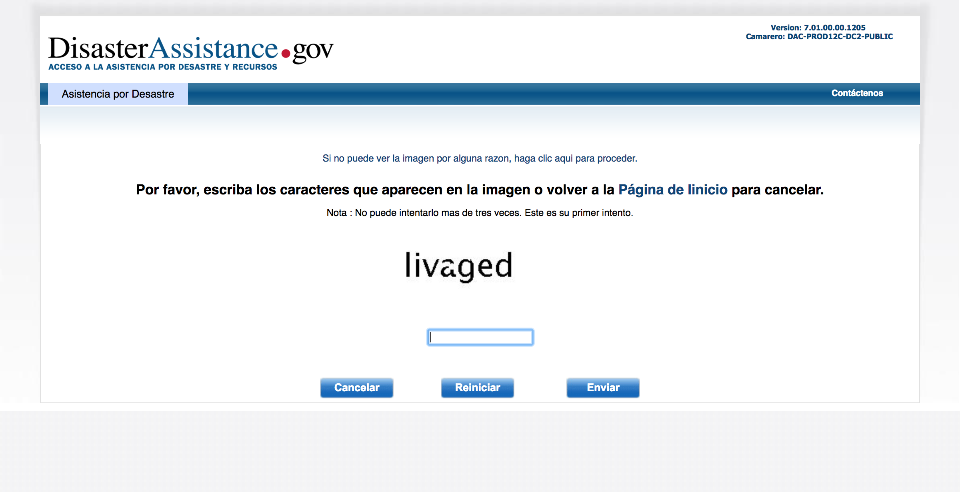 Version: 7.01.00.00.1205
Camarero: DAC-PROD12C-DC2-PUBLIC
DisasterAssistance.gov
ACCESO A LA ASISTENCIA POR DESASTRE Y RECURSOS
Asistencia por Desastre
Contáctenos
Si no puede ver la imagen por alguna razon, haga clic aqui para proceder.
Por favor, escriba los caracteres que aparecen en la imagen o volver a la Página de Iinicio para cancelar.
Nota : No puede intentarlo mas de tres veces. Este es su primer intento.
livaged
Cancelar
Reiniciar
Enviar